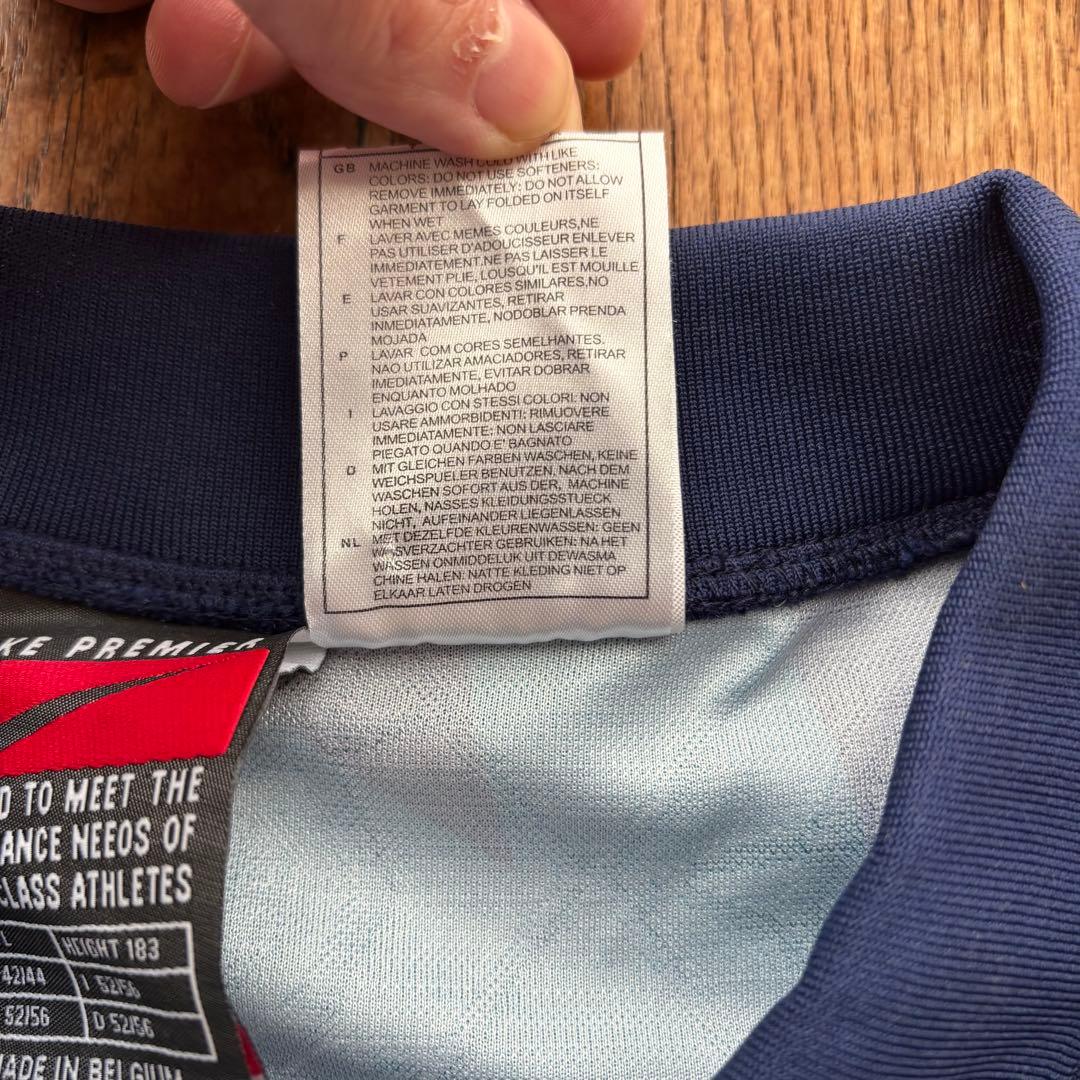 GB MACHINE WASH COLD WITH LIKE
COLORS: DO NOT USE SOFTENERS:
REMOVE IMMEDIATELY: DO NOT ALLOW
GARMENT TO LAY FOLDED ON ITSELF
WHEN WET
F LAVER AVEC MEMES COULEURS,NE
PAS UTILISER D'ADOUCISSEUR ENLEVER
IMMEDIATEMENT.NE PAS LAISSER LE
VETEMENT PLIE, LOUSQU'IL EST MOUILLE
E LAVAR CON COLORES SIMILARES,NO
USAR SUAVIZANTES, RETIRAR
INMEDIATAMENTE, NODOBLAR PRENDA
MOJADA
P LAVAR COM CORES SEMELHANTES.
NAO UTILIZAR AMACIADORES, RETIRAR
IMEDIATAMENTE, EVITAR DOBRAR
ENQUANTO MOLHADO
I LAVAGGIO CON STESSI COLORI: NON
USARE AMMORBIDENTI: RIMUOVERE
IMMEDIATAMENTE: NON LASCIARE
PIEGATO QUANDO E' BAGNATO
D MIT GLEICHEN FARBEN WASCHEN, KEINE
WEICHSPUELER BENUTZEN, NACH DEM
WASCHEN SOFORT AUS DER, MACHINE
HOLEN, NASSES KLEIDUNGSSTUECK
NICHT, AUFEINANDER LIEGENLASSEN
NL MET DEZELFDE KLEURENWASSEN: GEEN
WASVERZACHTER GEBRUIKEN: NA HET
WASSEN ONMIDDELUK UIT DEWASMA
CHINE HALEN: NATTE KLEDING NIET OP
ELKAAR LATEN DROGEN
KE PREMIER
D TO MEET THE
ANCE NEEOS OF
CLASS ATHLETES
L HEIGHT 183
42/44 I 52/56
52/56 D 52/56
MADE IN BELGIUM